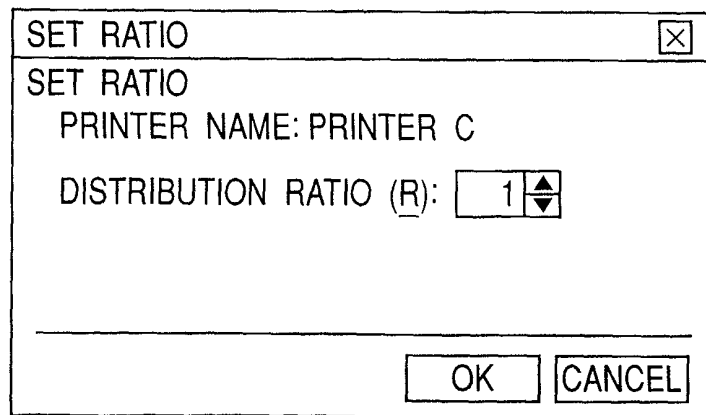 SET RATIO
SET RATIO
PRINTER NAME: PRINTER C
DISTRIBUTION RATIO (R): 1
OK CANCEL